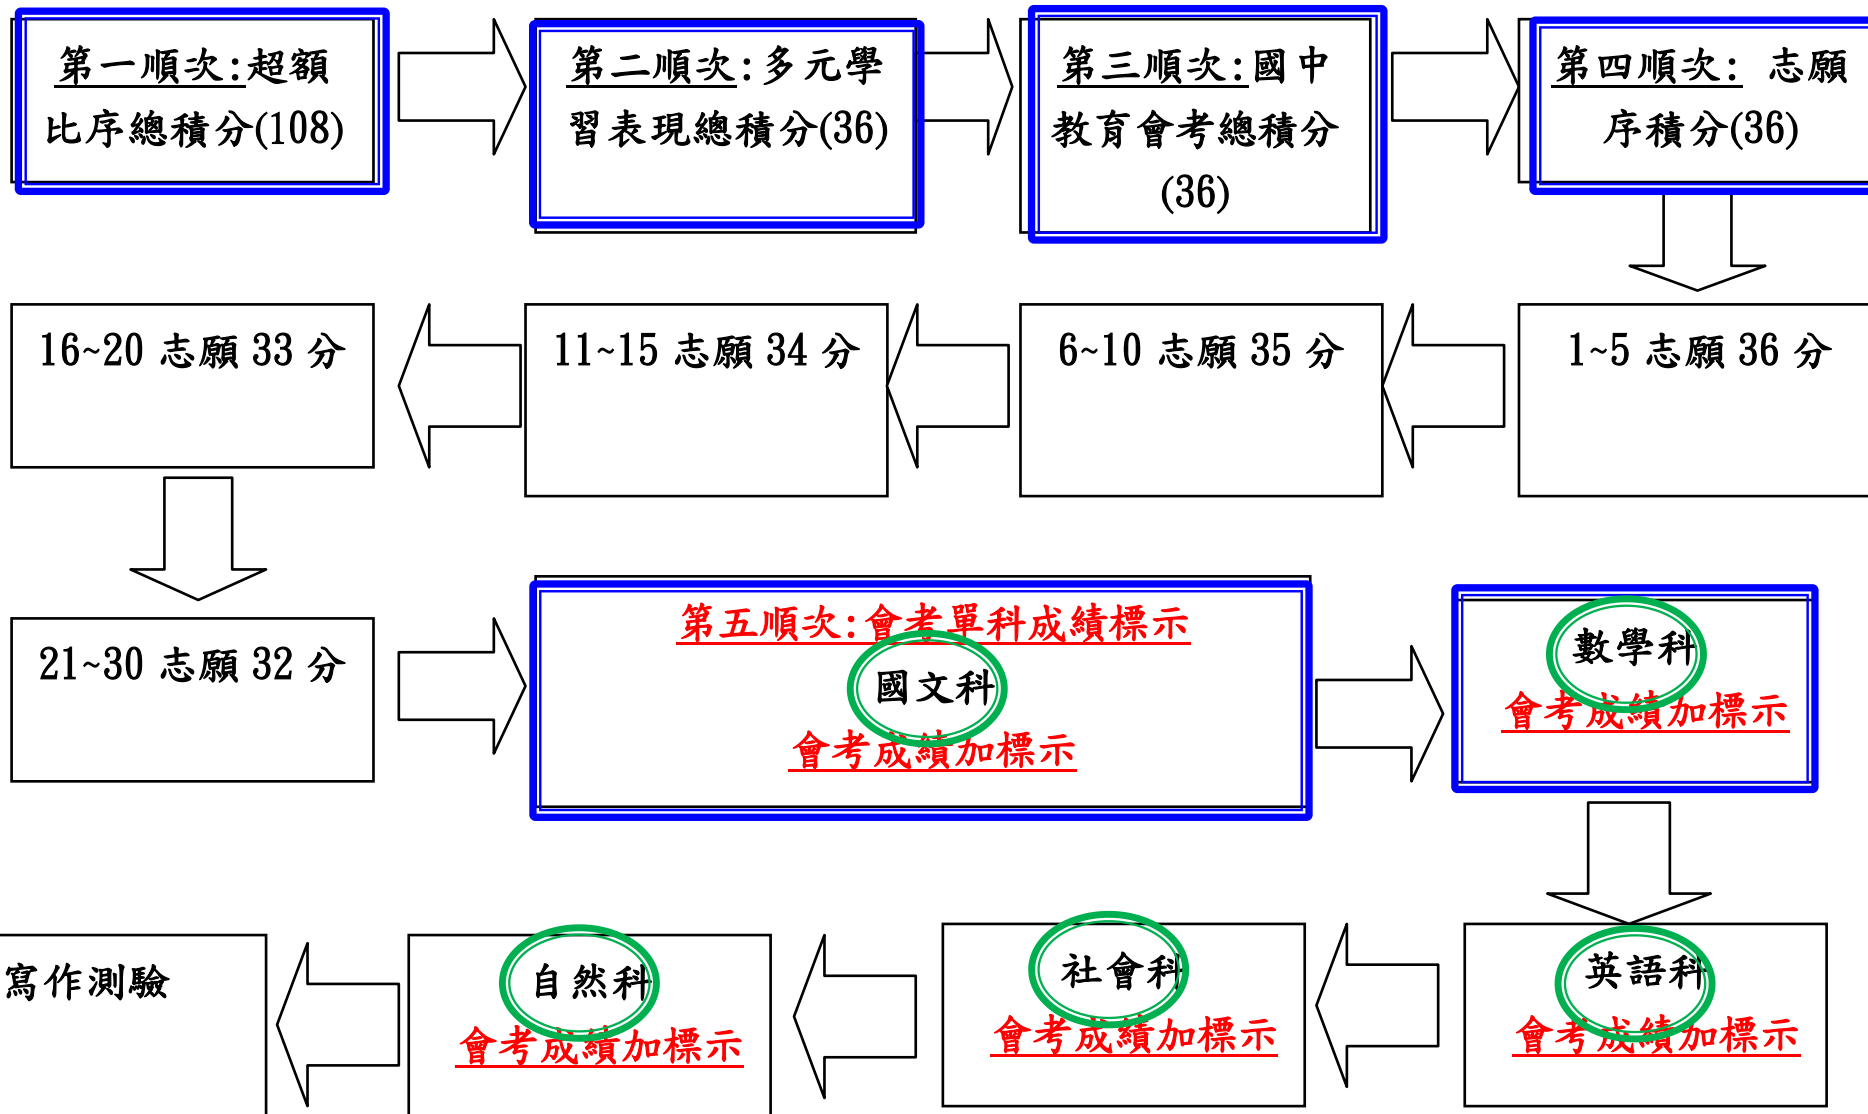 第一順次:超額
比序總積分(108)
第二順次:多元學
習表現總積分(36)
第三順次:國中
教育會考總積分
(36)
第四順次: 志願
序積分(36)
1~5 志願 36 分
6~10 志願 35 分
11~15 志願 34 分
16~20 志願 33 分
21~30 志願 32 分
第五順次:會考單科成績標示
國文科
會考成績加標示
數學科
會考成績加標示
英語科
會考成績加標示
社會科
會考成績加標示
自然科
會考成績加標示
寫作測驗